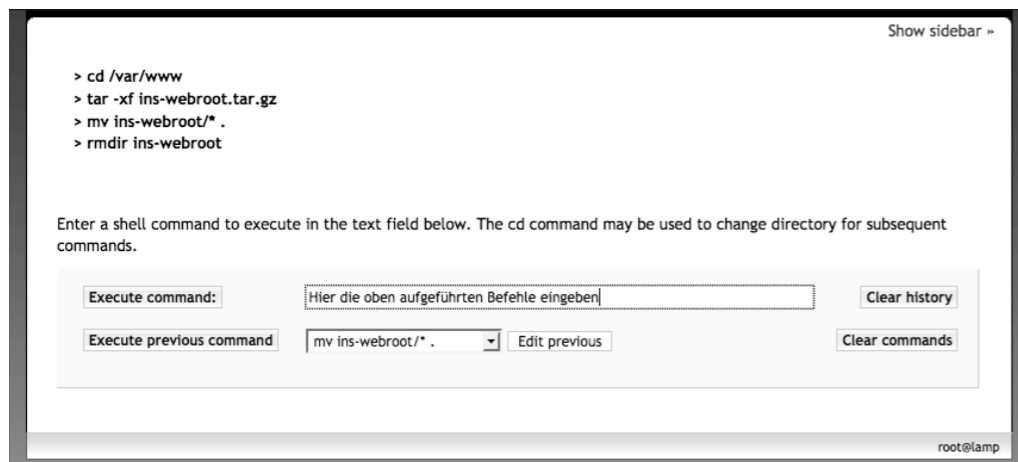 Show sidebar »
> cd /var/www
> tar -xf ins-webroot.tar.gz
> mv ins-webroot/* .
> rmdir ins-webroot
Enter a shell command to execute in the text field below. The cd command may be used to change directory for subsequent
commands.
Execute command: Hier die oben aufgeführten Befehle eingeben Clear history
Execute previous command mv ins-webroot/* . Edit previous Clear commands
root@lamp